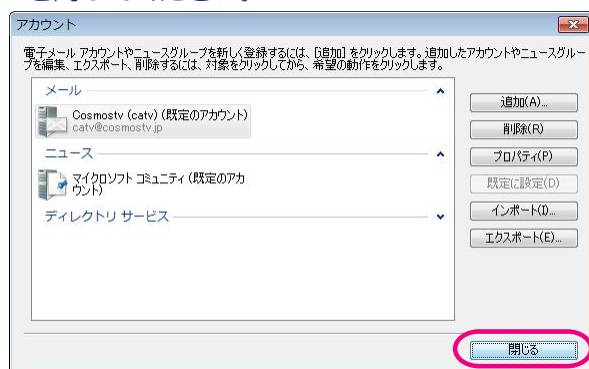 アカウント
電子メール アカウントやニュースグループを新しく登録するには、[追加] をクリックします。追加したアカウントやニュースグルー
プを編集、エクスポート、削除するには、対象をクリックしてから、希望の動作をクリックします。
メール
Cosmostv (catv) (既定のアカウント)
catv@cosmostv.jp
ニュース
マイクロソフト コミュニティ (既定のアカ
ウント)
ディレクトリ サービス
追加(A)...
削除(R)
プロパティ(P)
既定に設定(D)
インポート(I)...
エクスポート(E)...
閉じる